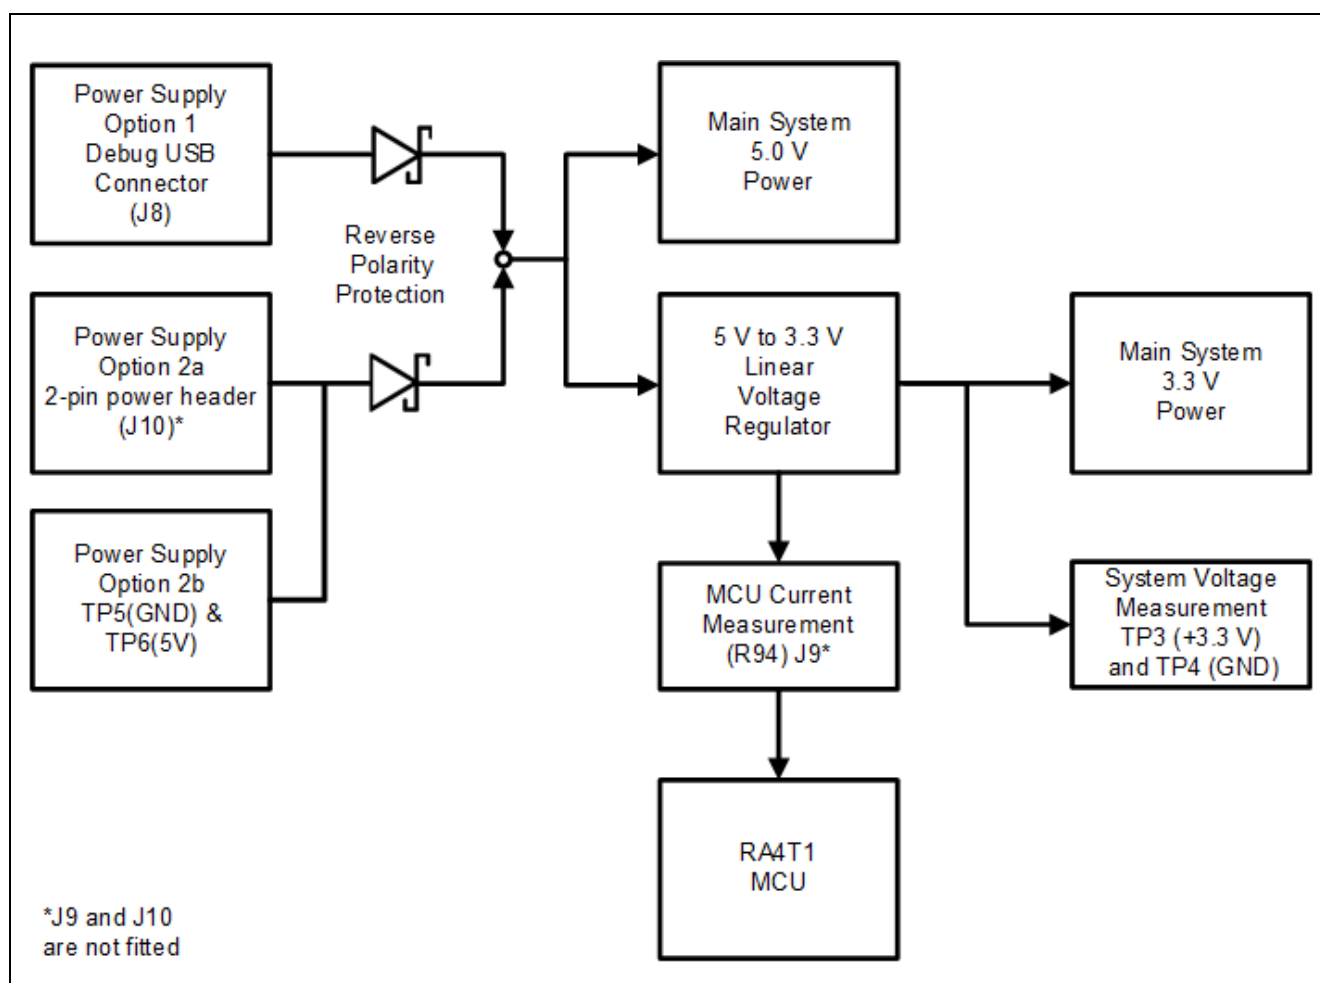 Power Supply
Option 1
Debug USB
Connector
(J8)
Reverse
Polarity
Protection
Power Supply
Option 2a
2-pin power header
(J10)*
Power Supply
Option 2b
TP5(GND) &
TP6(5V)
Main System
5.0 V
Power
5 V to 3.3 V
Linear
Voltage
Regulator
Main System
3.3 V
Power
MCU Current
Measurement
(R94) J9*
System Voltage
Measurement
TP3 (+3.3 V)
and TP4 (GND)
RA4T1
MCU
*J9 and J10
are not fitted